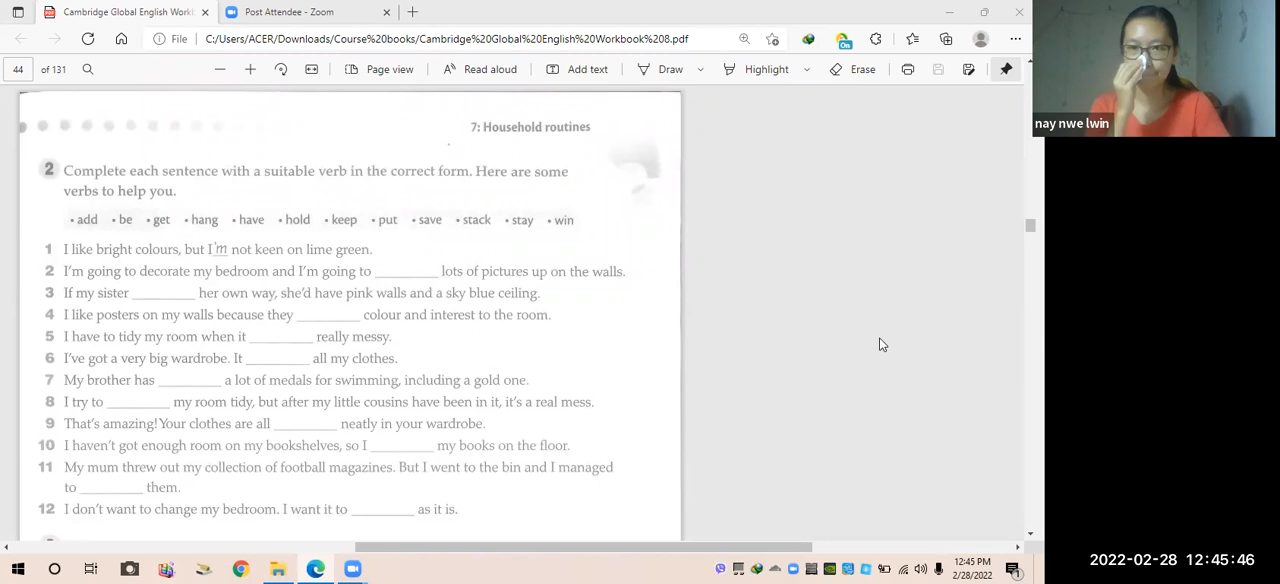 Cambridge Global English Work
Post Attendee - Zoom
File
C:/Users/ACER/Downloads/Course%20books/Cambridge%20Global%20English%20Workbook%208.pdf
On
44 of 131
Page view
Read aloud
Add text
Draw
Highlight
Erase
nay nwe lwin
7: Household routines
2 Complete each sentence with a suitable verb in the correct form. Here are some
verbs to help you.
• add • be • get • hang • have • hold • keep • put • save • stack • stay • win
1 I like bright colours, but I'm not keen on lime green.
2 I'm going to decorate my bedroom and I'm going to ________ lots of pictures up on the walls.
3 If my sister ________ her own way, she'd have pink walls and a sky blue ceiling.
4 I like posters on my walls because they ________ colour and interest to the room.
5 I have to tidy my room when it ________ really messy.
6 I've got a very big wardrobe. It ________ all my clothes.
7 My brother has ________ a lot of medals for swimming, including a gold one.
8 I try to ________ my room tidy, but after my little cousins have been in it, it's a real mess.
9 That's amazing! Your clothes are all ________ neatly in your wardrobe.
10 I haven't got enough room on my bookshelves, so I ________ my books on the floor.
11 My mum threw out my collection of football magazines. But I went to the bin and I managed
to ________ them.
12 I don't want to change my bedroom. I want it to ________ as it is.
12:45 PM
2/28/2022
2022-02-28 12:45:46